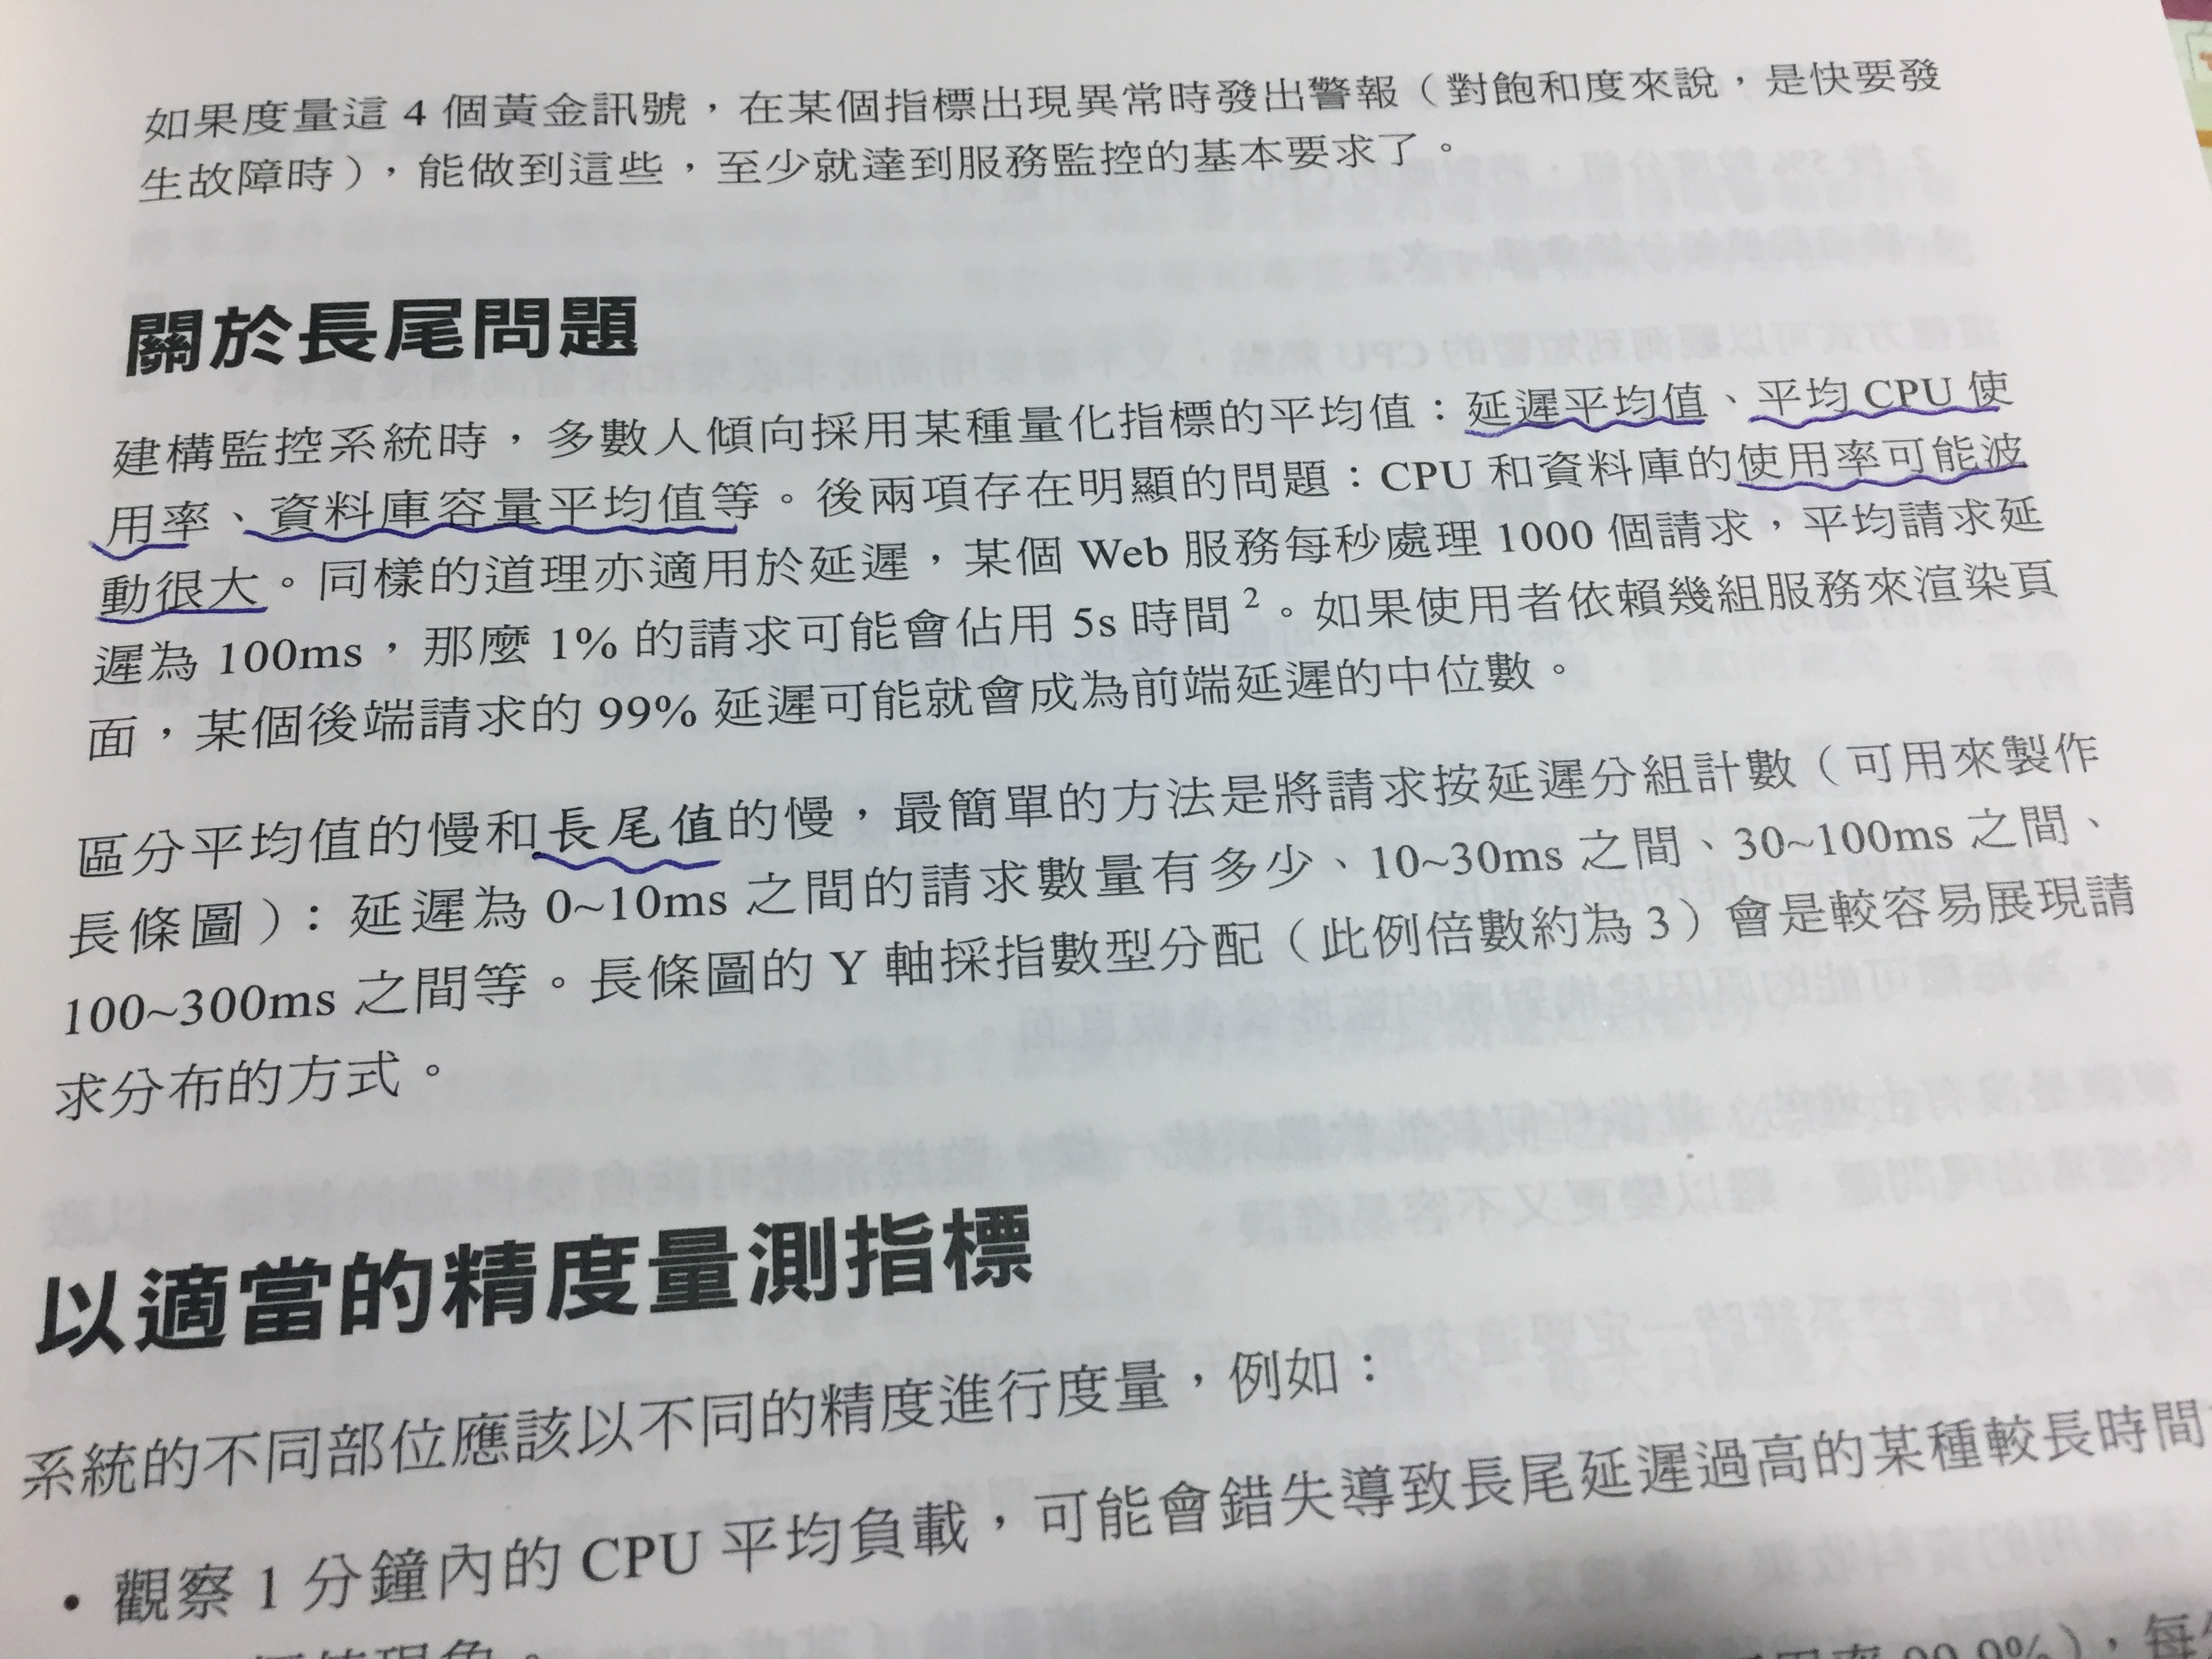 如果度量這 4 個黃金訊號，在某個指標出現異常時發出警報（對飽和度來說，是快要發
生故障時），能做到這些，至少就達到服務監控的基本要求了。
關於長尾問題
建構監控系統時，多數人傾向採用某種量化指標的平均值：延遲平均值、平均 CPU 使
用率、資料庫容量平均值等。後兩項存在明顯的問題：CPU 和資料庫的使用率可能波
動很大。同樣的道理亦適用於延遲，某個 Web 服務每秒處理 1000 個請求，平均請求延
遲為 100ms，那麼 1% 的請求可能會佔用 5s 時間2。如果使用者依賴幾組服務來渲染頁
面，某個後端請求的 99% 延遲可能就會成為前端延遲的中位數。
區分平均值的慢和長尾值的慢，最簡單的方法是將請求按延遲分組計數（可用來製作
長條圖）：延遲為 0~10ms 之間的請求數量有多少、10~30ms 之間、30~100ms 之間、
100~300ms 之間等。長條圖的 Y 軸採指數型分配（此例倍數約為 3）會是較容易展現請
求分布的方式。
以適當的精度量測指標
系統的不同部位應該以不同的精度進行度量，例如：
• 觀察 1 分鐘內的 CPU 平均負載，可能會錯失導致長尾延遲過高的某種較長時間
現象。
用率 99.9%），每